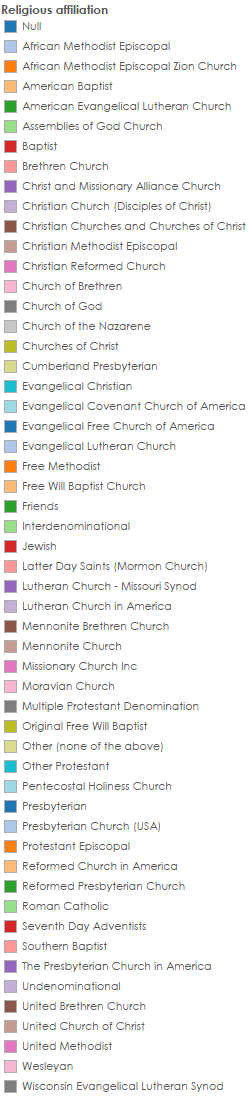 Religious affiliation
Null
African Methodist Episcopal
African Methodist Episcopal Zion Church
American Baptist
American Evangelical Lutheran Church
Assemblies of God Church
Baptist
Brethren Church
Christ and Missionary Alliance Church
Christian Church (Disciples of Christ)
Christian Churches and Churches of Christ
Christian Methodist Episcopal
Christian Reformed Church
Church of Brethren
Church of God
Church of the Nazarene
Churches of Christ
Cumberland Presbyterian
Evangelical Christian
Evangelical Covenant Church of America
Evangelical Free Church of America
Evangelical Lutheran Church
Free Methodist
Free Will Baptist Church
Friends
Interdenominational
Jewish
Latter Day Saints (Mormon Church)
Lutheran Church - Missouri Synod
Lutheran Church in America
Mennonite Brethren Church
Mennonite Church
Missionary Church Inc
Moravian Church
Multiple Protestant Denomination
Original Free Will Baptist
Other (none of the above)
Other Protestant
Pentecostal Holiness Church
Presbyterian
Presbyterian Church (USA)
Protestant Episcopal
Reformed Church in America
Reformed Presbyterian Church
Roman Catholic
Seventh Day Adventists
Southern Baptist
The Presbyterian Church in America
Undenominational
United Brethren Church
United Church of Christ
United Methodist
Wesleyan
Wisconsin Evangelical Lutheran Synod